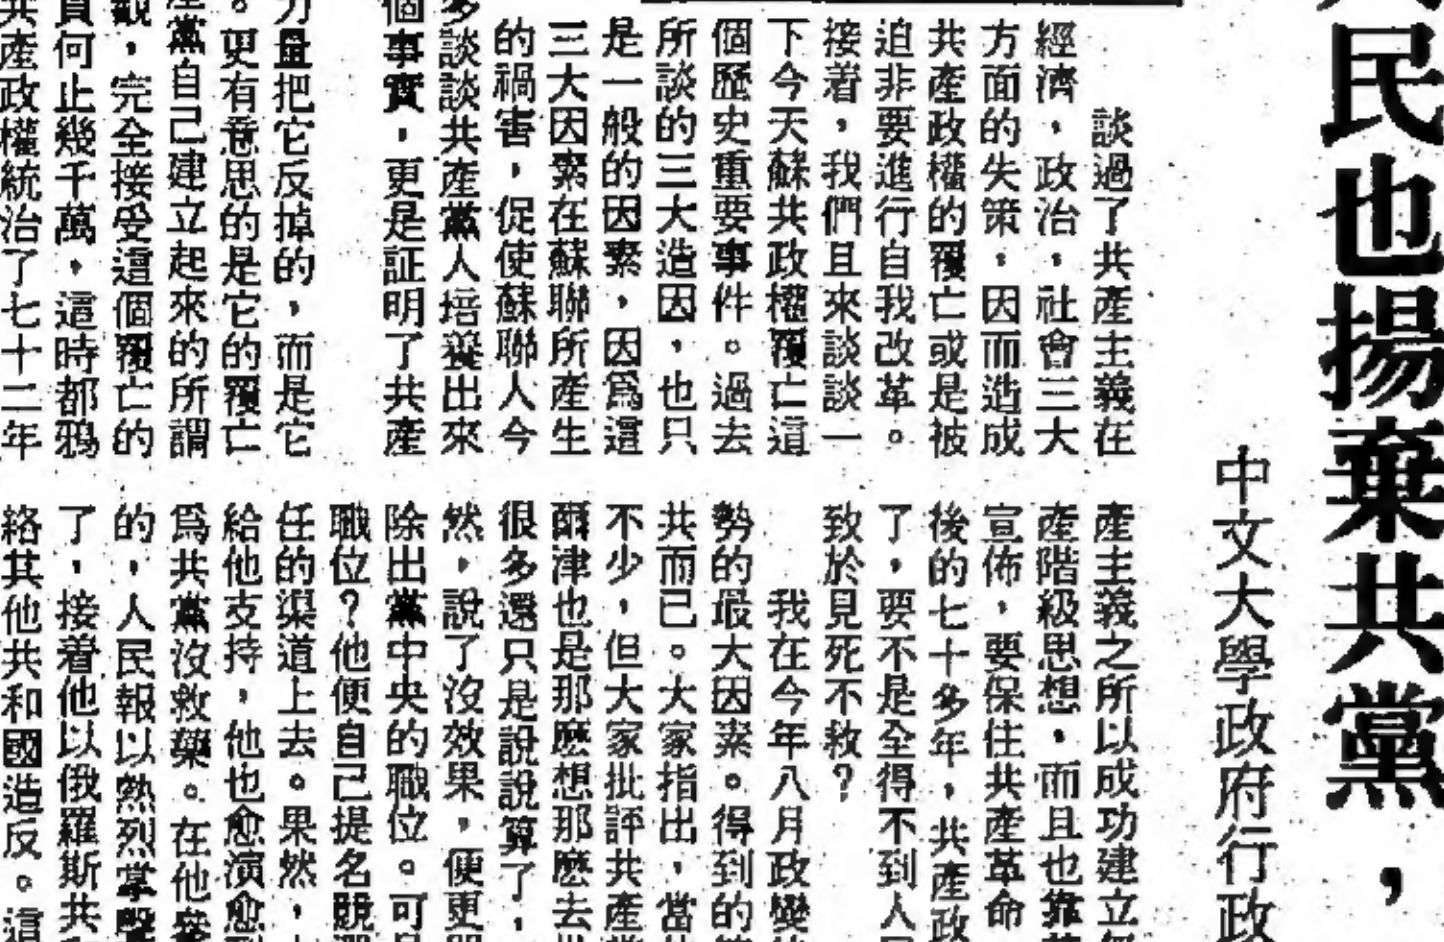 民也揚棄共黨，
中文大學政府行政
談過了共產主義在
經濟，政治，社會三大
方面的失策，因而造成
共產政權的覆亡或是被
迫非要進行自我改革。
接着，我們且來談談一
下今天蘇共政權覆亡這
個歷史重要事件。過去
所談的三大造因，也只
是一般的因素，因爲這
三大因素在蘇聯所產生
的禍害，促使蘇聯人今
多談談共產黨人培養出來
個事實，更是証明了共產
力量把它反掉的，而是它
。更有意思的是它的覆亡
產黨自己建立起來的所謂
觀，完全接受這個覆亡的
員何止幾千萬，這時都鴉
共產政權統治了七十二年
產主義之所以成功建立
產階級思想，而且也靠
宣佈，要保住共產革命
後的七十多年，共產政
了，要不是全得不到人
致於見死不救？
我在今年八月政變
勢的最大因素。得到的
共而已。大家指出，當
不少，但大家批評共產
爾津也是那麽想那麽去
很多還只是說說算了，
然，說了沒效果，便更
除出黨中央的職位。可
職位？他便自己提名競
任的渠道上去。果然，
給他支持，他也愈演愈
爲共黨沒救藥。在他
的，人民報以熱烈掌聲
了，接着他以俄羅斯共
絡其他共和國造反。這